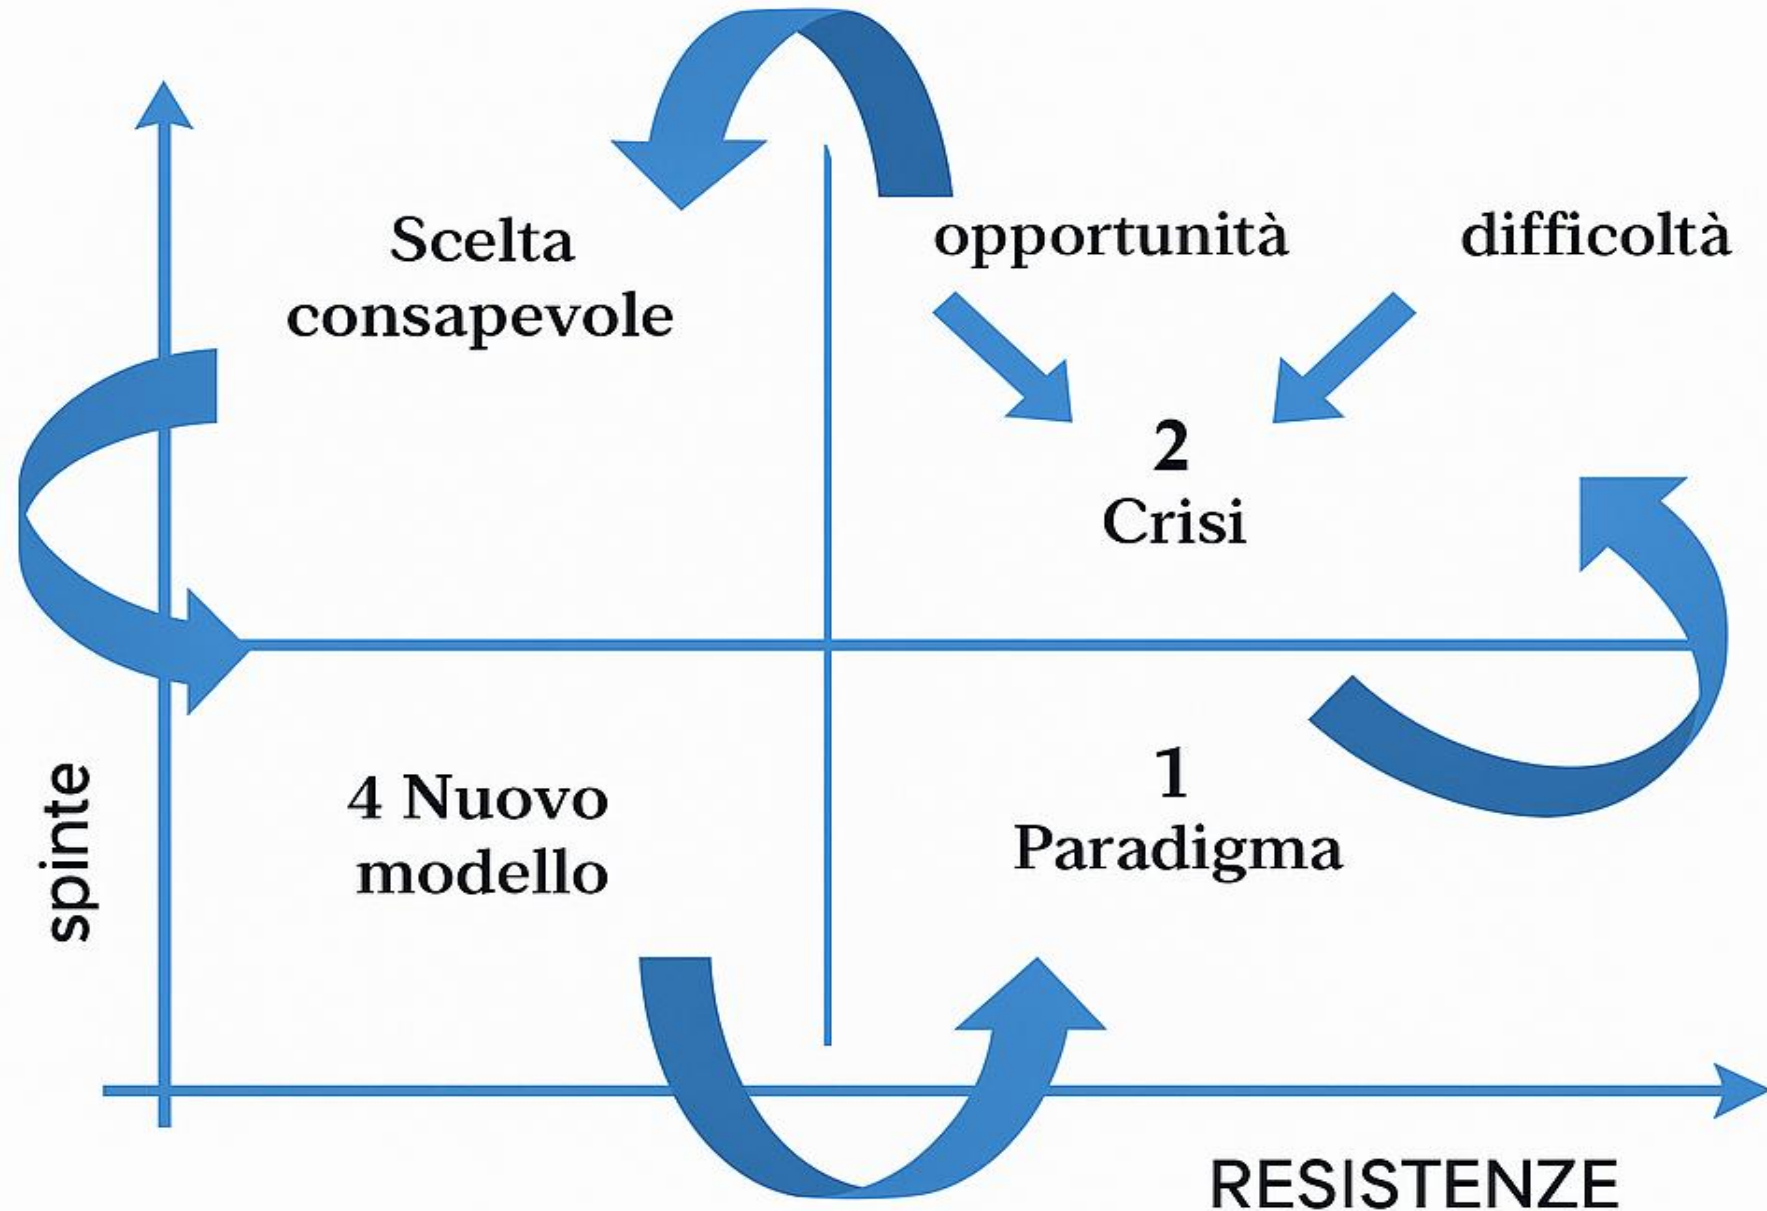 Scelta
consapevole
opportunità
difficoltà
2
Crisi
4 Nuovo
modello
1
Paradigma
spinte
RESISTENZE